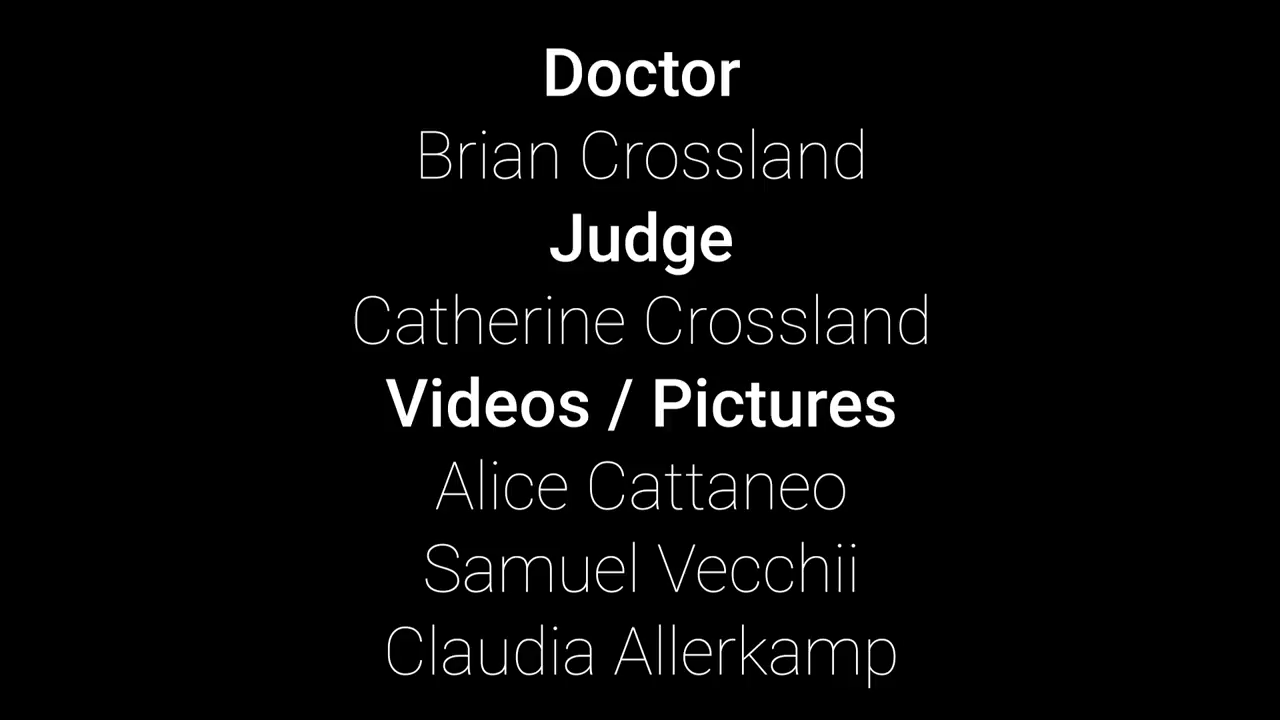 Doctor
Brian Crossland
Judge
Catherine Crossland
Videos / Pictures
Alice Cattaneo
Samuel Vecchii
Claudia Allerkamp